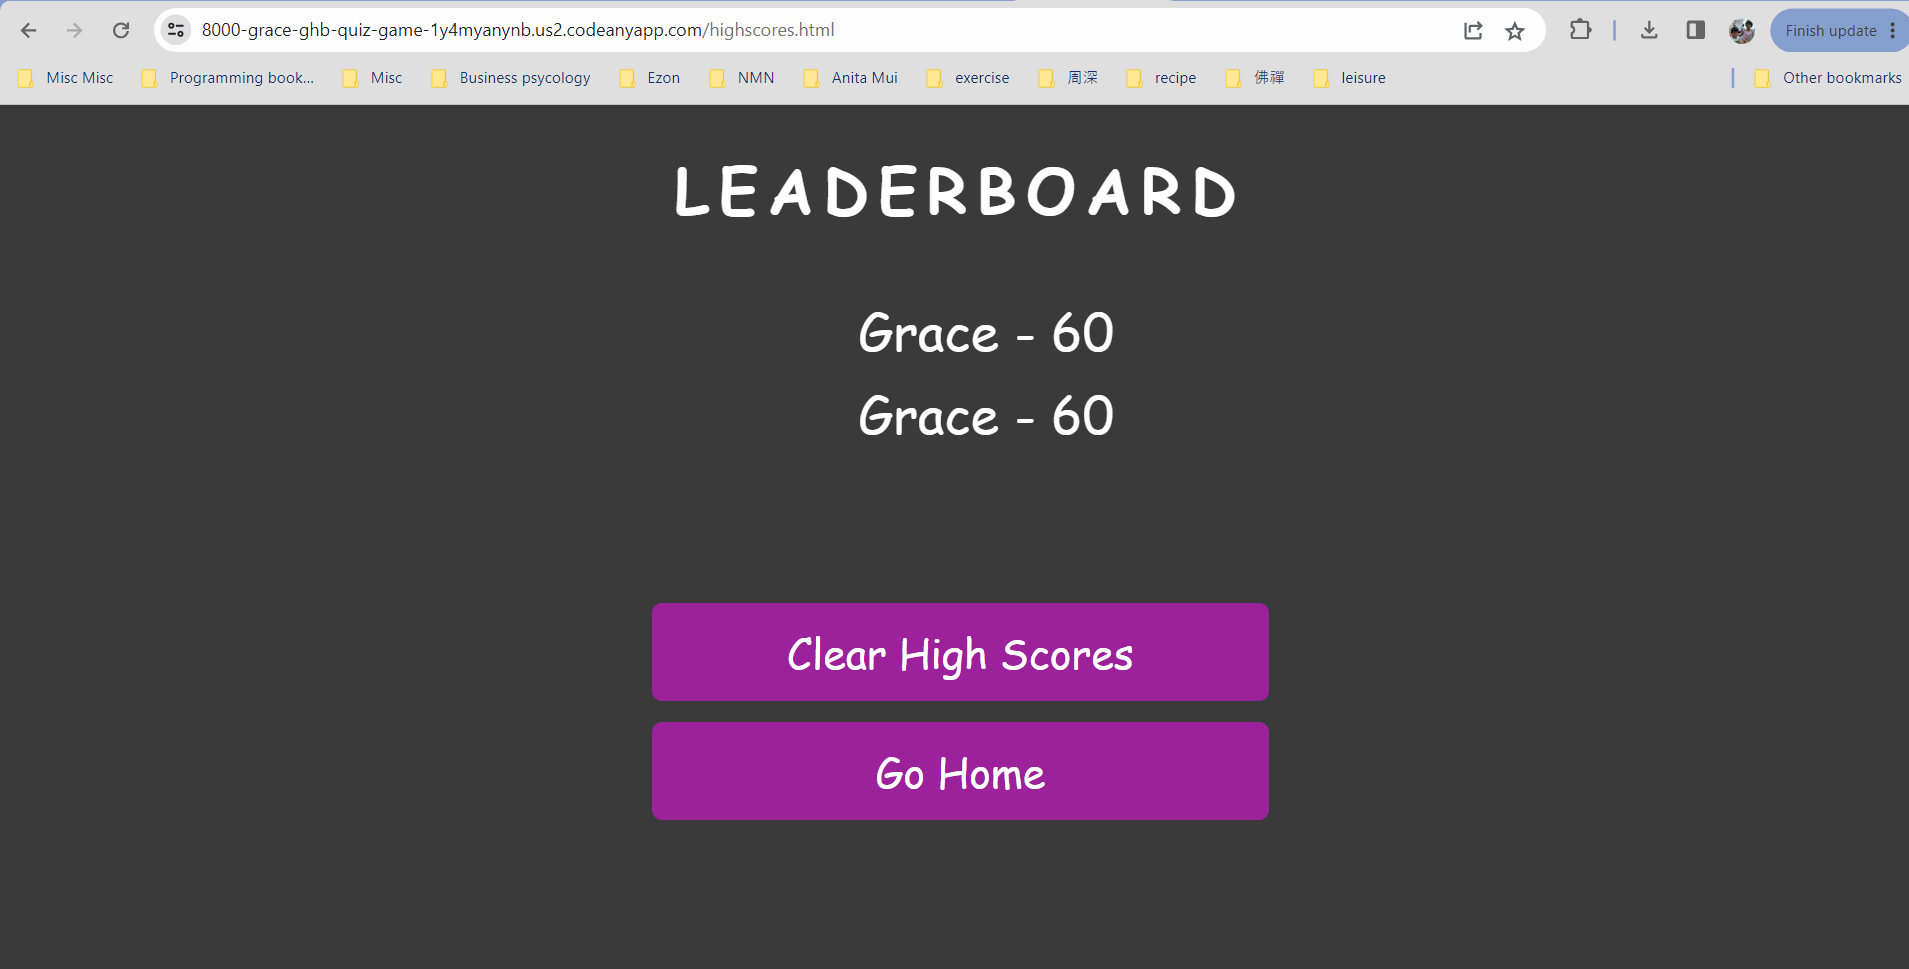 8000-grace-ghb-quiz-game-1y4myanynb.us2.codeanyapp.com/highscores.html Finish update
Misc Misc Programming book... Misc Business psycology Ezon NMN Anita Mui exercise 周深 recipe 佛禪 leisure Other bookmarks
LEADERBOARD
Grace - 60
Grace - 60
Clear High Scores
Go Home